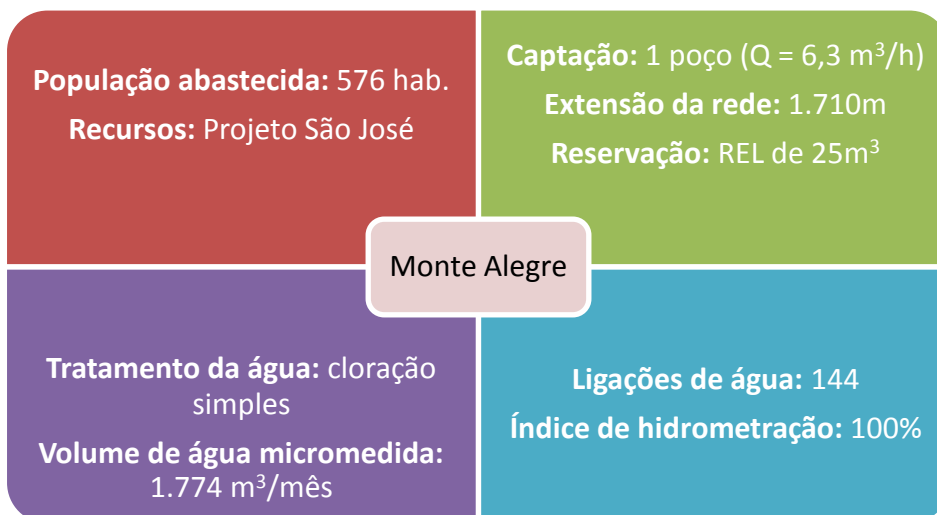 População abastecida: 576 hab.
Recursos: Projeto São José
Captação: 1 poço (Q = 6,3 m³/h)
Extensão da rede: 1.710m
Reservação: REL de 25m³
Monte Alegre
Tratamento da água: cloração
simples
Volume de água micromedida:
1.774 m³/mês
Ligações de água: 144
Índice de hidrometração: 100%